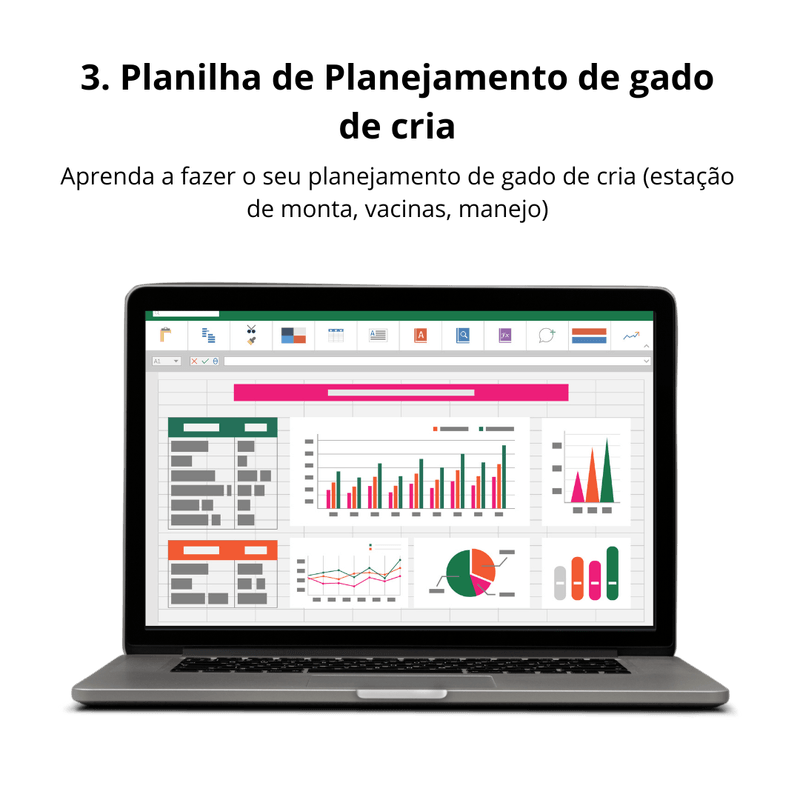 3. Planilha de Planejamento de gado
de cria
Aprenda a fazer o seu planejamento de gado de cria (estação
de monta, vacinas, manejo)
A1
A
A
fx